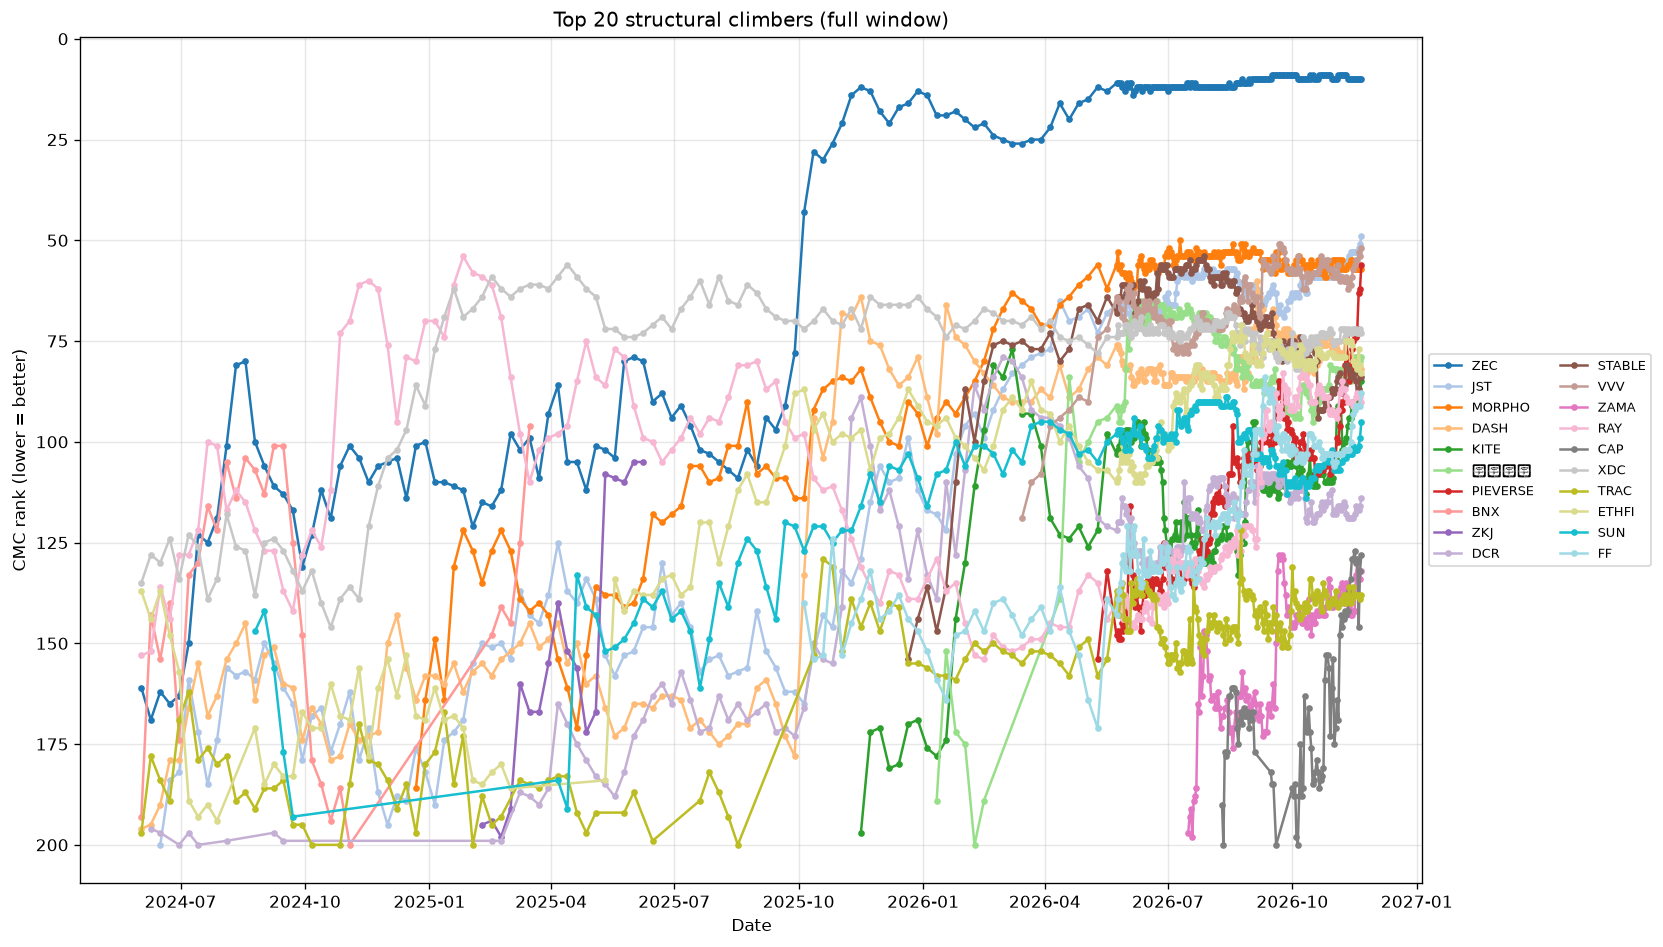 Top 20 structural climbers (full window)
CMC rank (lower = better)
0
25
50
75
100
125
150
175
200
2024-07
2024-10
2025-01
2025-04
2025-07
2025-10
2026-01
2026-04
2026-07
2026-10
2027-01
Date
ZEC
JST
MORPHO
DASH
KITE
PIEVERSE
BNX
ZKJ
DCR
STABLE
VVV
ZAMA
RAY
CAP
XDC
TRAC
ETHFI
SUN
FF